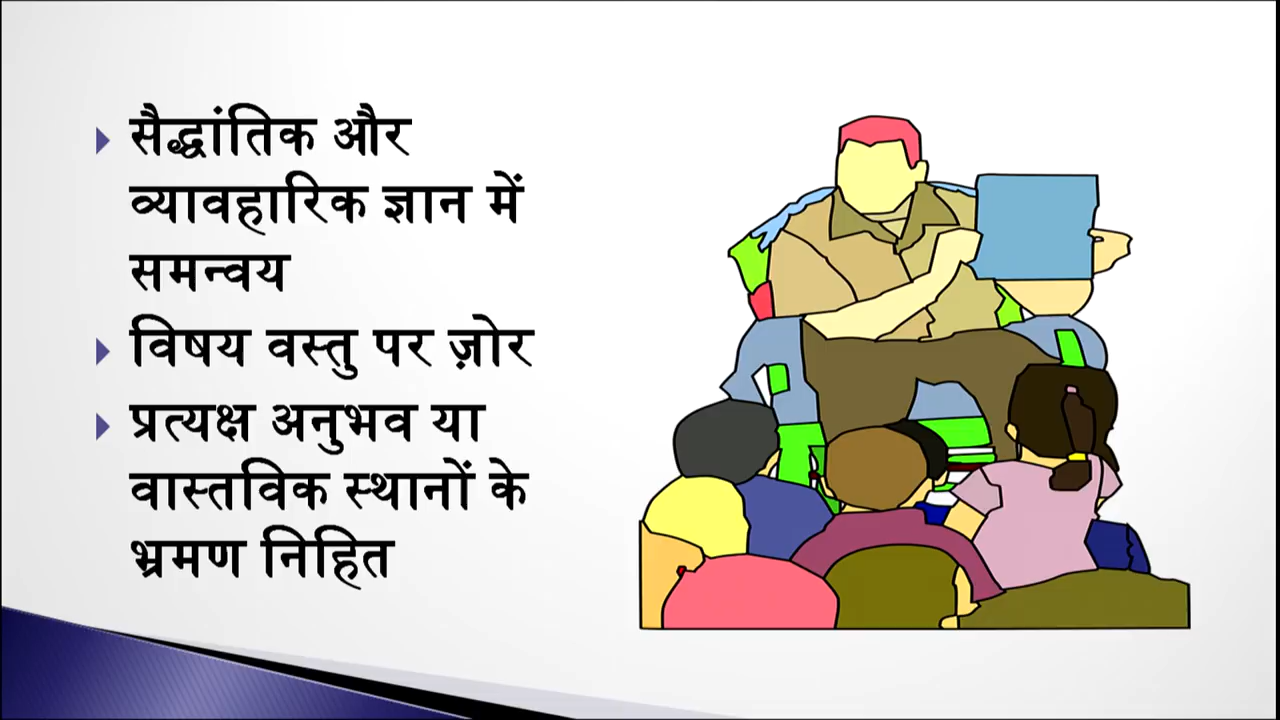 सैद्धांतिक और
व्यावहारिक ज्ञान में
समन्वय
विषय वस्तु पर ज़ोर
प्रत्यक्ष अनुभव या
वास्तविक स्थानों के
भ्रमण निहित